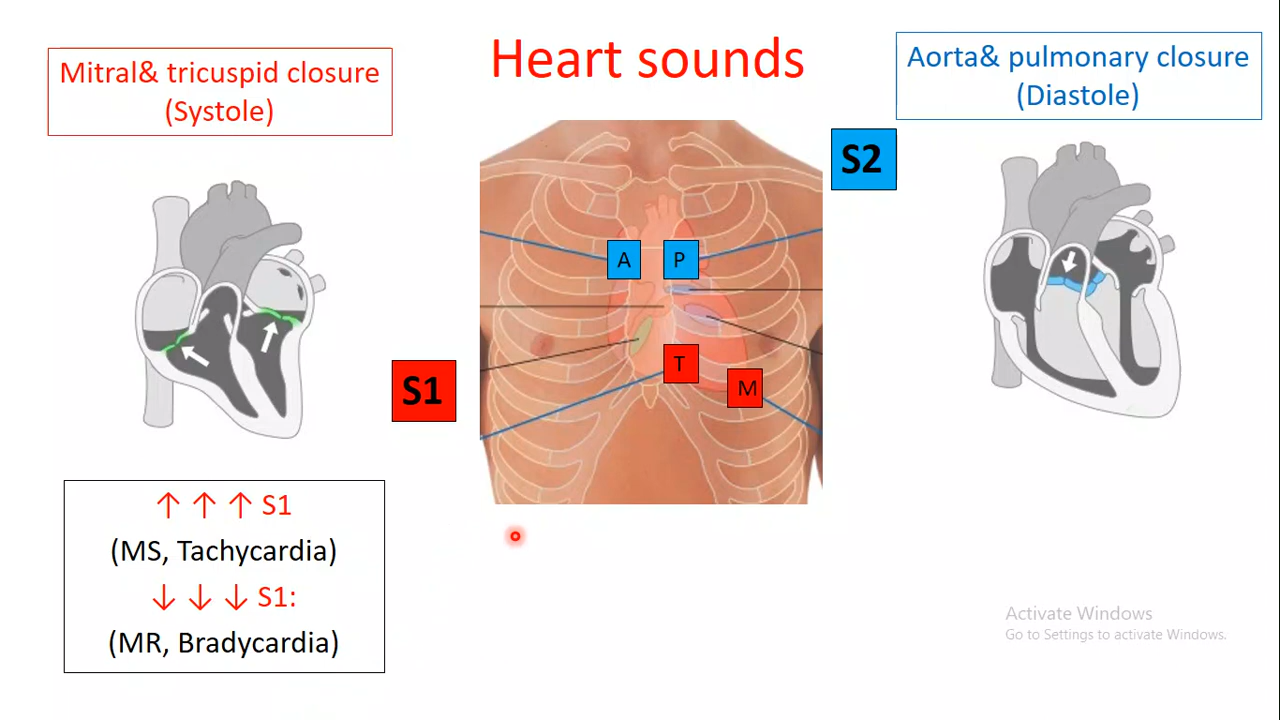 Heart sounds
Mitral& tricuspid closure
(Systole)
Aorta& pulmonary closure
(Diastole)
S2
A
P
T
M
S1
↑ ↑ ↑ S1
(MS, Tachycardia)
↓ ↓ ↓ S1:
(MR, Bradycardia)
Activate Windows
Go to Settings to activate Windows.